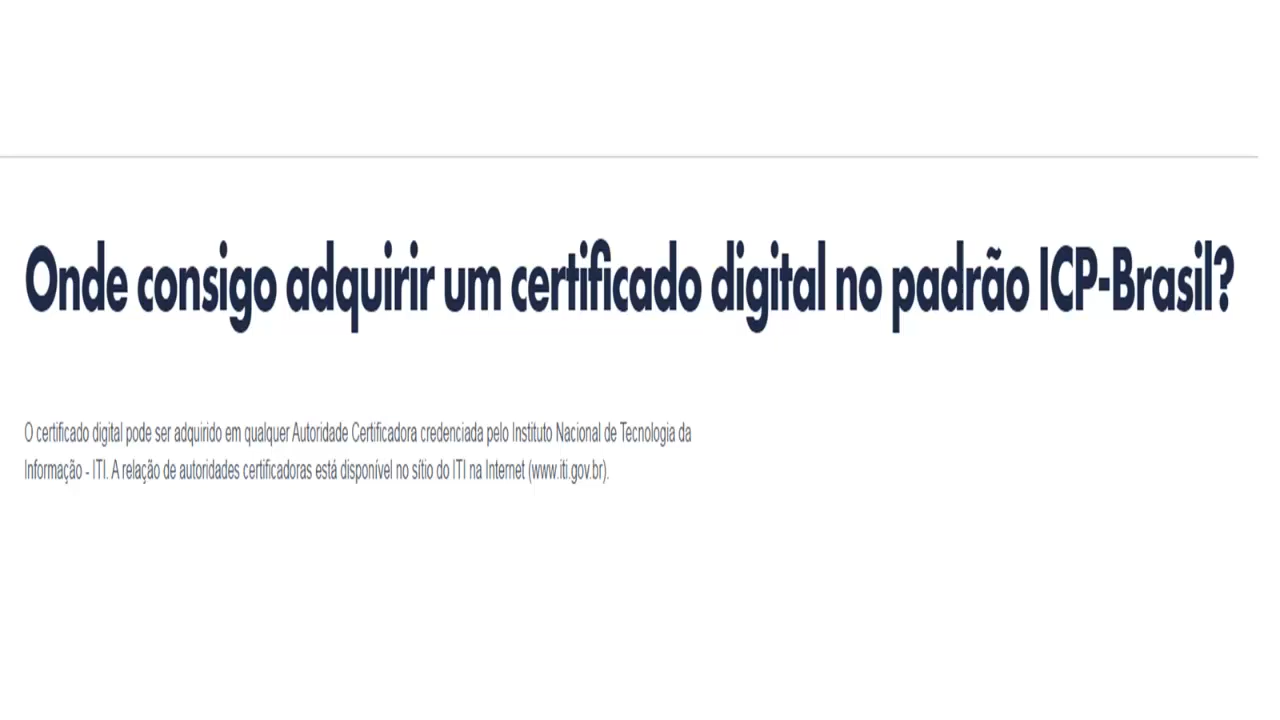 Onde consigo adquirir um certificado digital no padrão ICP-Brasil?
O certificado digital pode ser adquirido em qualquer Autoridade Certificadora credenciada pelo Instituto Nacional de Tecnologia da
Informação - ITI. A relação de autoridades certificadoras está disponível no sítio do ITI na Internet (www.iti.gov.br).